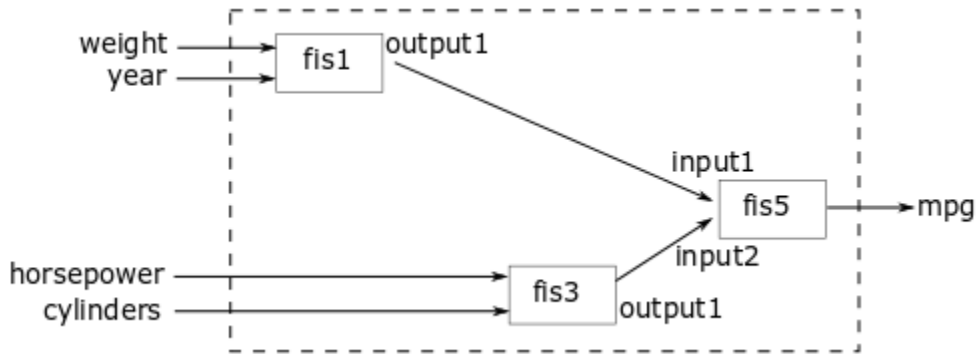 weight
year
fis1
output1
input1
fis5
mpg
input2
horsepower
cylinders
fis3
output1